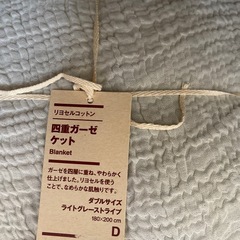 リヨセルコットン
四重ガーゼ
ケット
Blanket
ガーゼを四層に重ね、やわらかく
仕上げました。リヨセルを使う
ことで、なめらかな肌触りです。
ダブルサイズ
ライトグレーストライプ
180×200cm
D